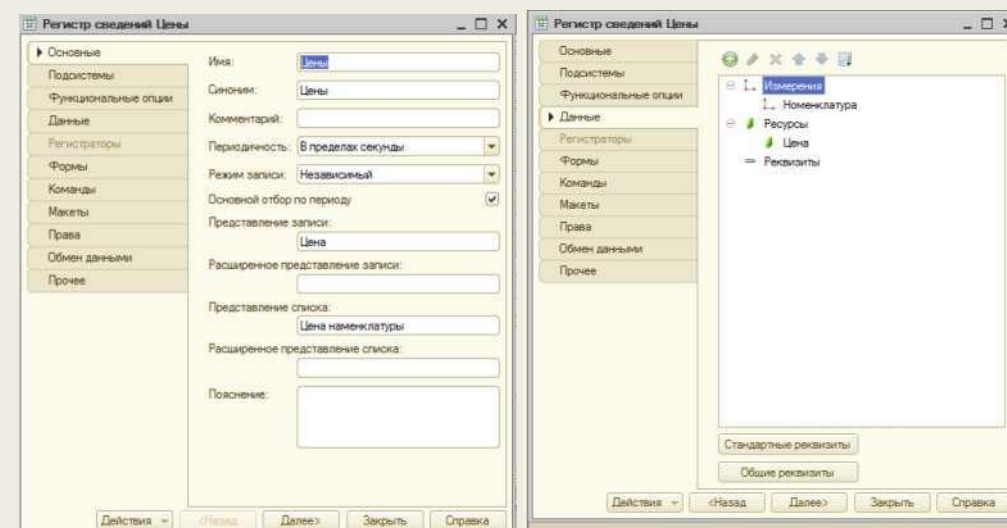 Регистр сведений Цены
Основные
Подсистемы
Функциональные опции
Данные
Регистраторы
Формы
Команды
Макеты
Права
Обмен данными
Прочее
Имя: Цены
Синоним: Цены
Комментарий:
Периодичность: В пределах секунды
Режим записи: Независимый
Основной отбор по периоду
Представление записи:
Цена
Расширенное представление записи:
Представление списка:
Цена наменклатуры
Расширенное представление списка:
Пояснение:
Действия <Назад Далее> Закрыть Справка
Регистр сведений Цены
Основные
Подсистемы
Функциональные опции
Данные
Регистраторы
Формы
Команды
Макеты
Права
Обмен данными
Прочее
Измерения
Номенклатура
Ресурсы
Цена
Реквизиты
Стандартные реквизиты
Общие реквизиты
Действия <Назад Далее> Закрыть Справка